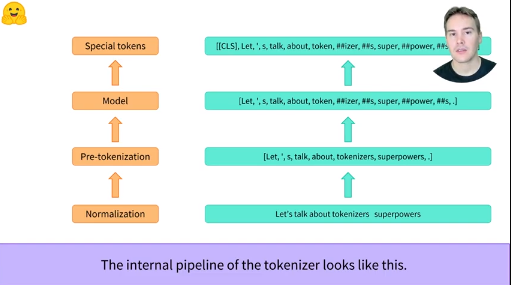 Special tokens
[[CLS], Let, ', s, talk, about, token, ##izer, ##s, super, ##power, ##s
Model
[Let, ', s, talk, about, token, ##izer, ##s, super, ##power, ##s, .]
Pre-tokenization
[Let, ', s, talk, about, tokenizers, superpowers, .]
Normalization
Let's talk about tokenizers superpowers
The internal pipeline of the tokenizer looks like this.